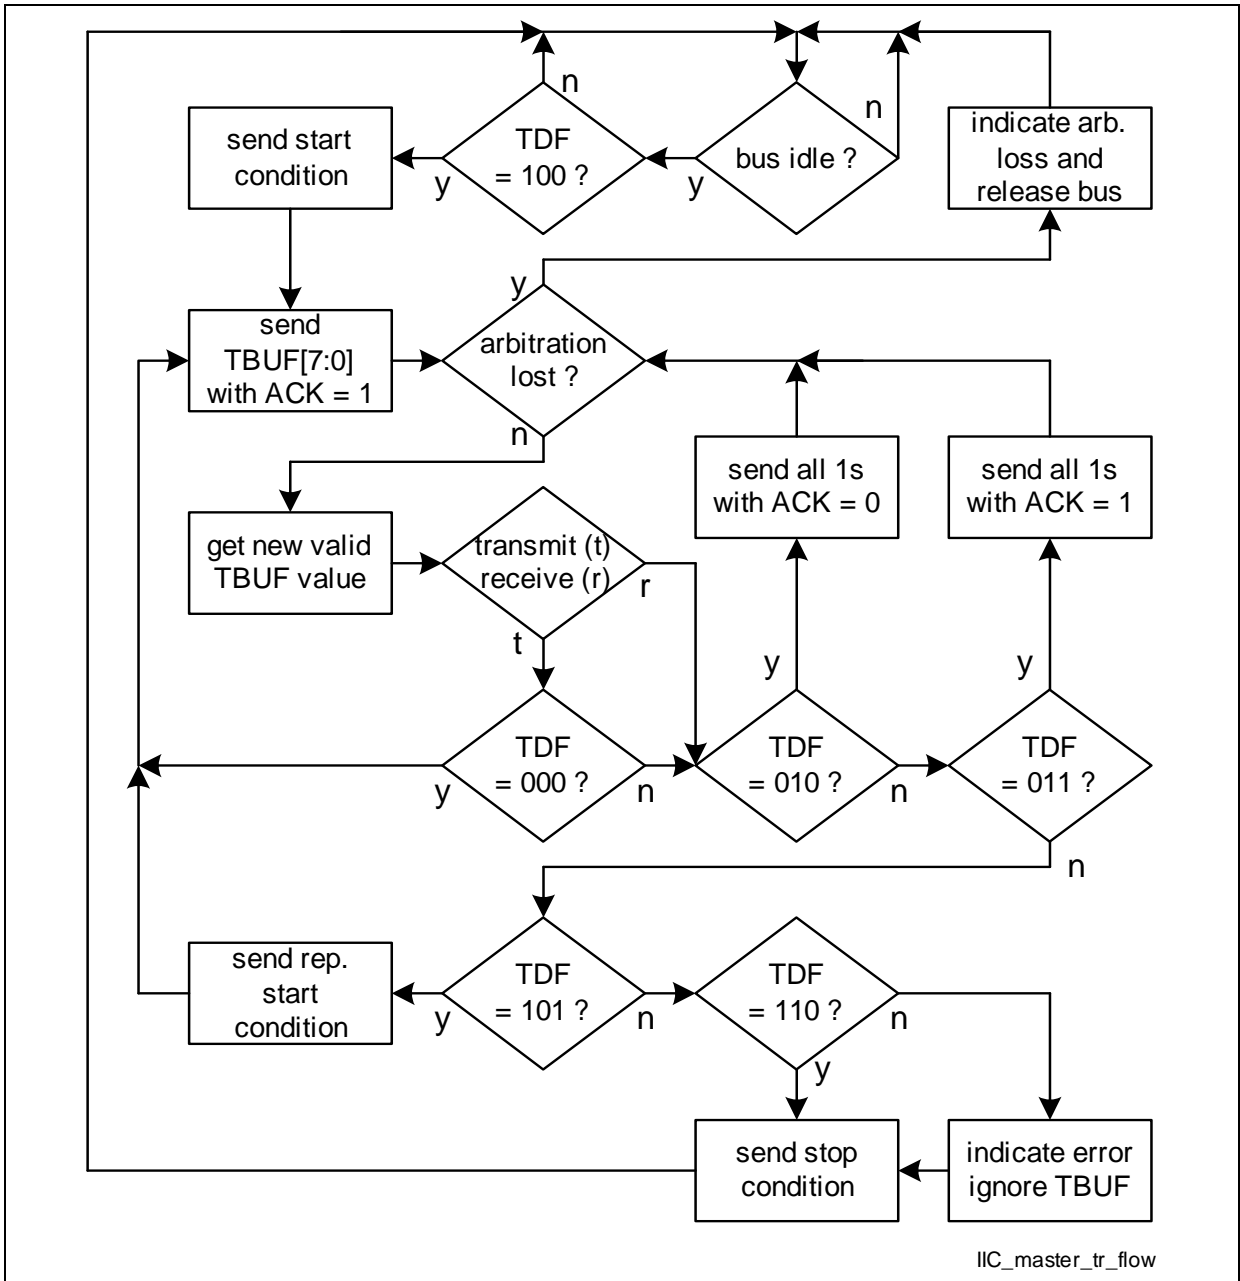 n
n
send start
condition
TDF
= 100 ?
bus idle ?
indicate arb.
loss and
release bus
y
y
y
send
TBUF[7:0]
with ACK = 1
arbitration
lost ?
n
send all 1s
with ACK = 0
send all 1s
with ACK = 1
get new valid
TBUF value
transmit (t)
receive (r)
r
t
y
y
TDF
= 000 ?
TDF
= 010 ?
TDF
= 011 ?
y
n
n
n
send rep.
start
condition
TDF
= 101 ?
TDF
= 110 ?
y
n
n
y
send stop
condition
indicate error
ignore TBUF
IIC_master_tr_flow